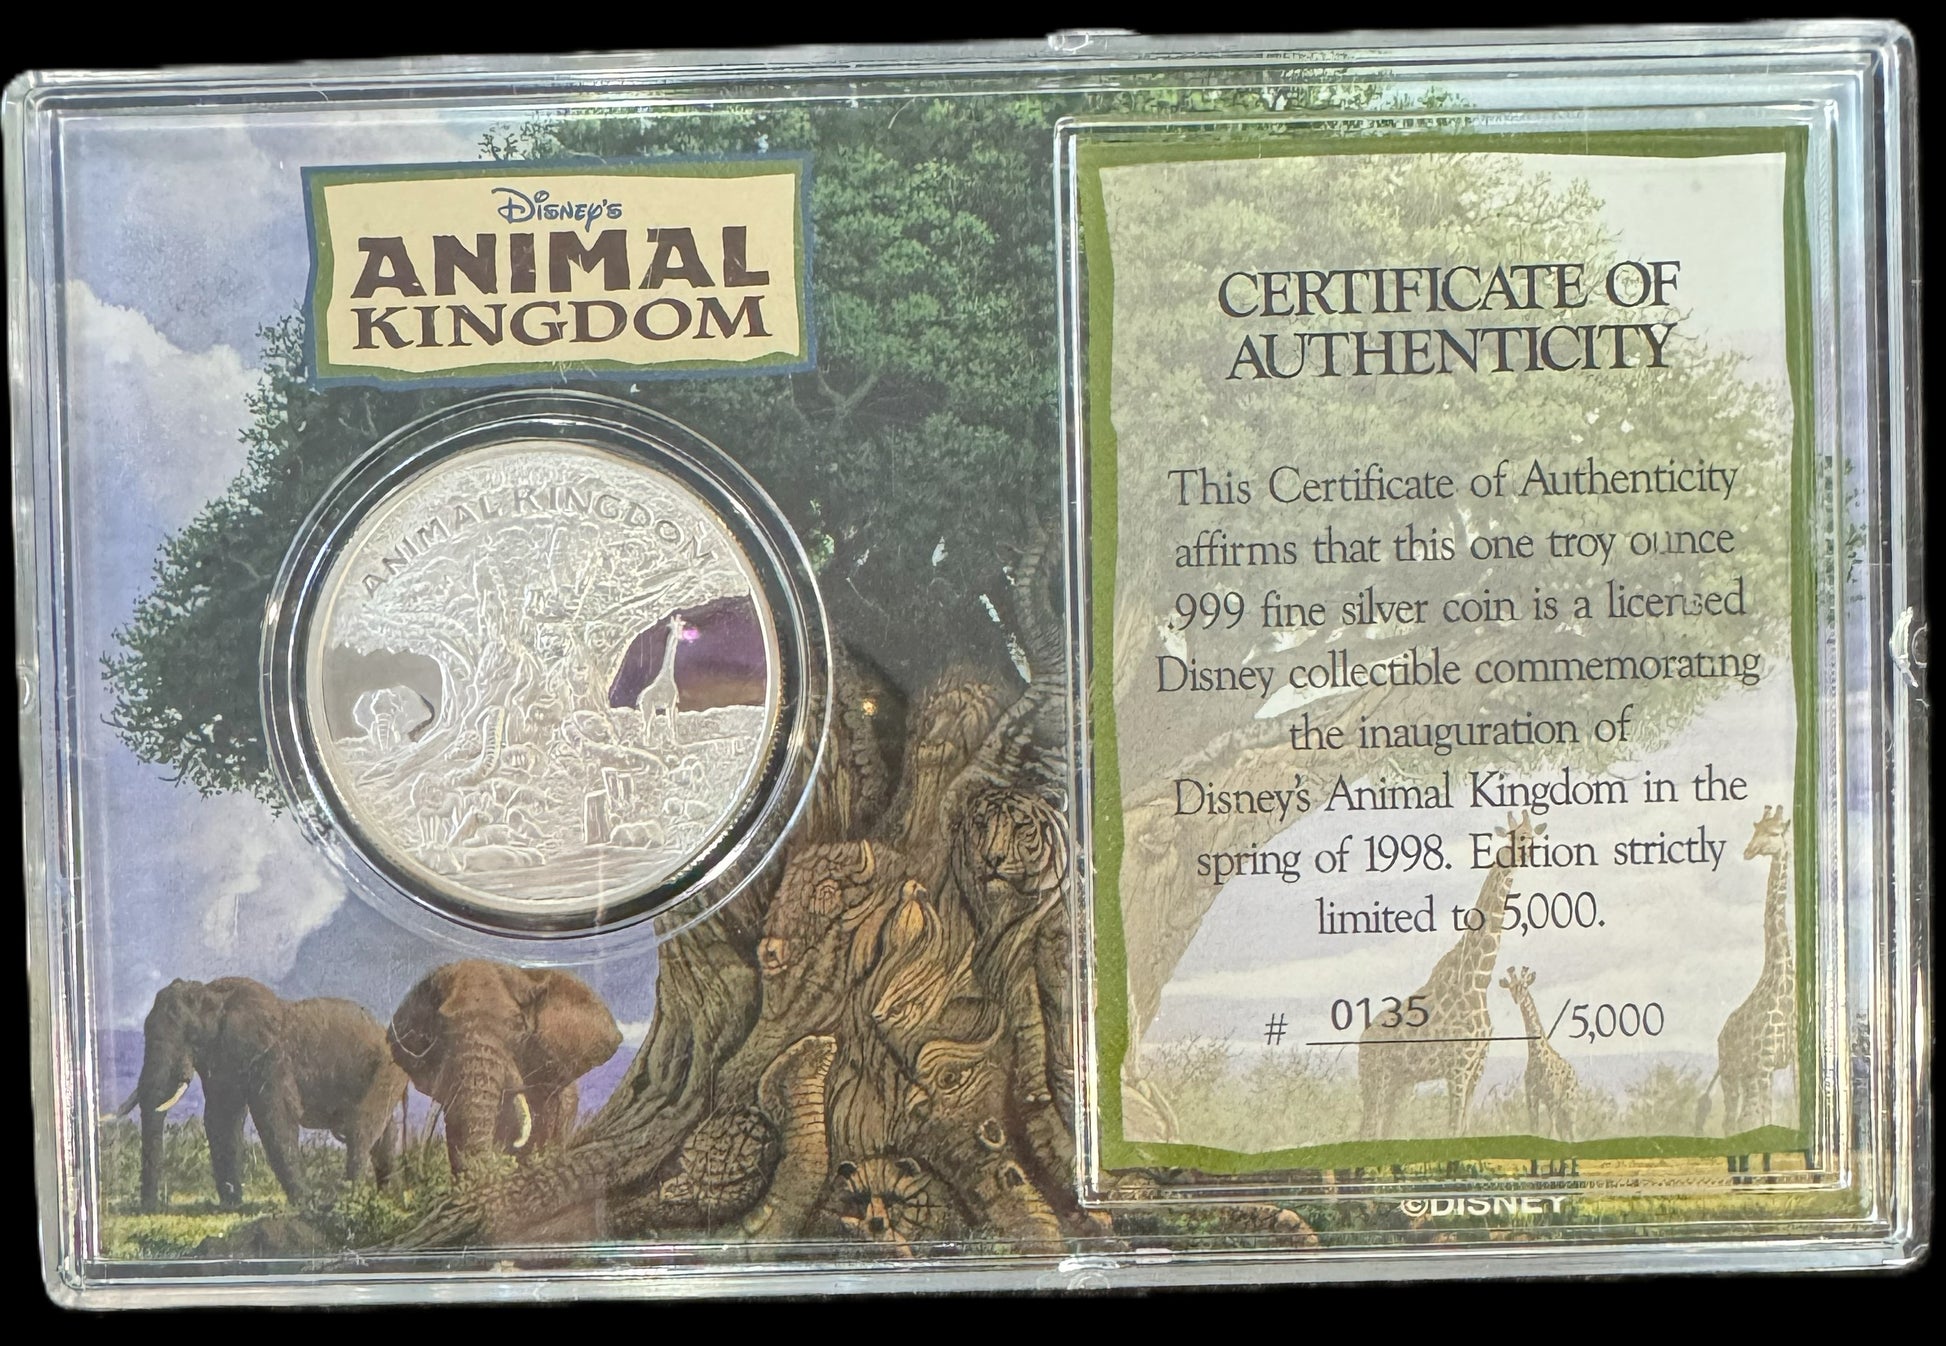 Disney's
ANIMAL
KINGDOM
ANIMAL KINGDOM
CERTIFICATE OF
AUTHENTICITY
This Certificate of Authenticity
affirms that this one troy ounce
.999 fine silver coin is a licensed
Disney collectible commemorating
the inauguration of
Disney's Animal Kingdom in the
spring of 1998. Edition strictly
limited to 5,000.
# 0135 /5,000
©DISNEY